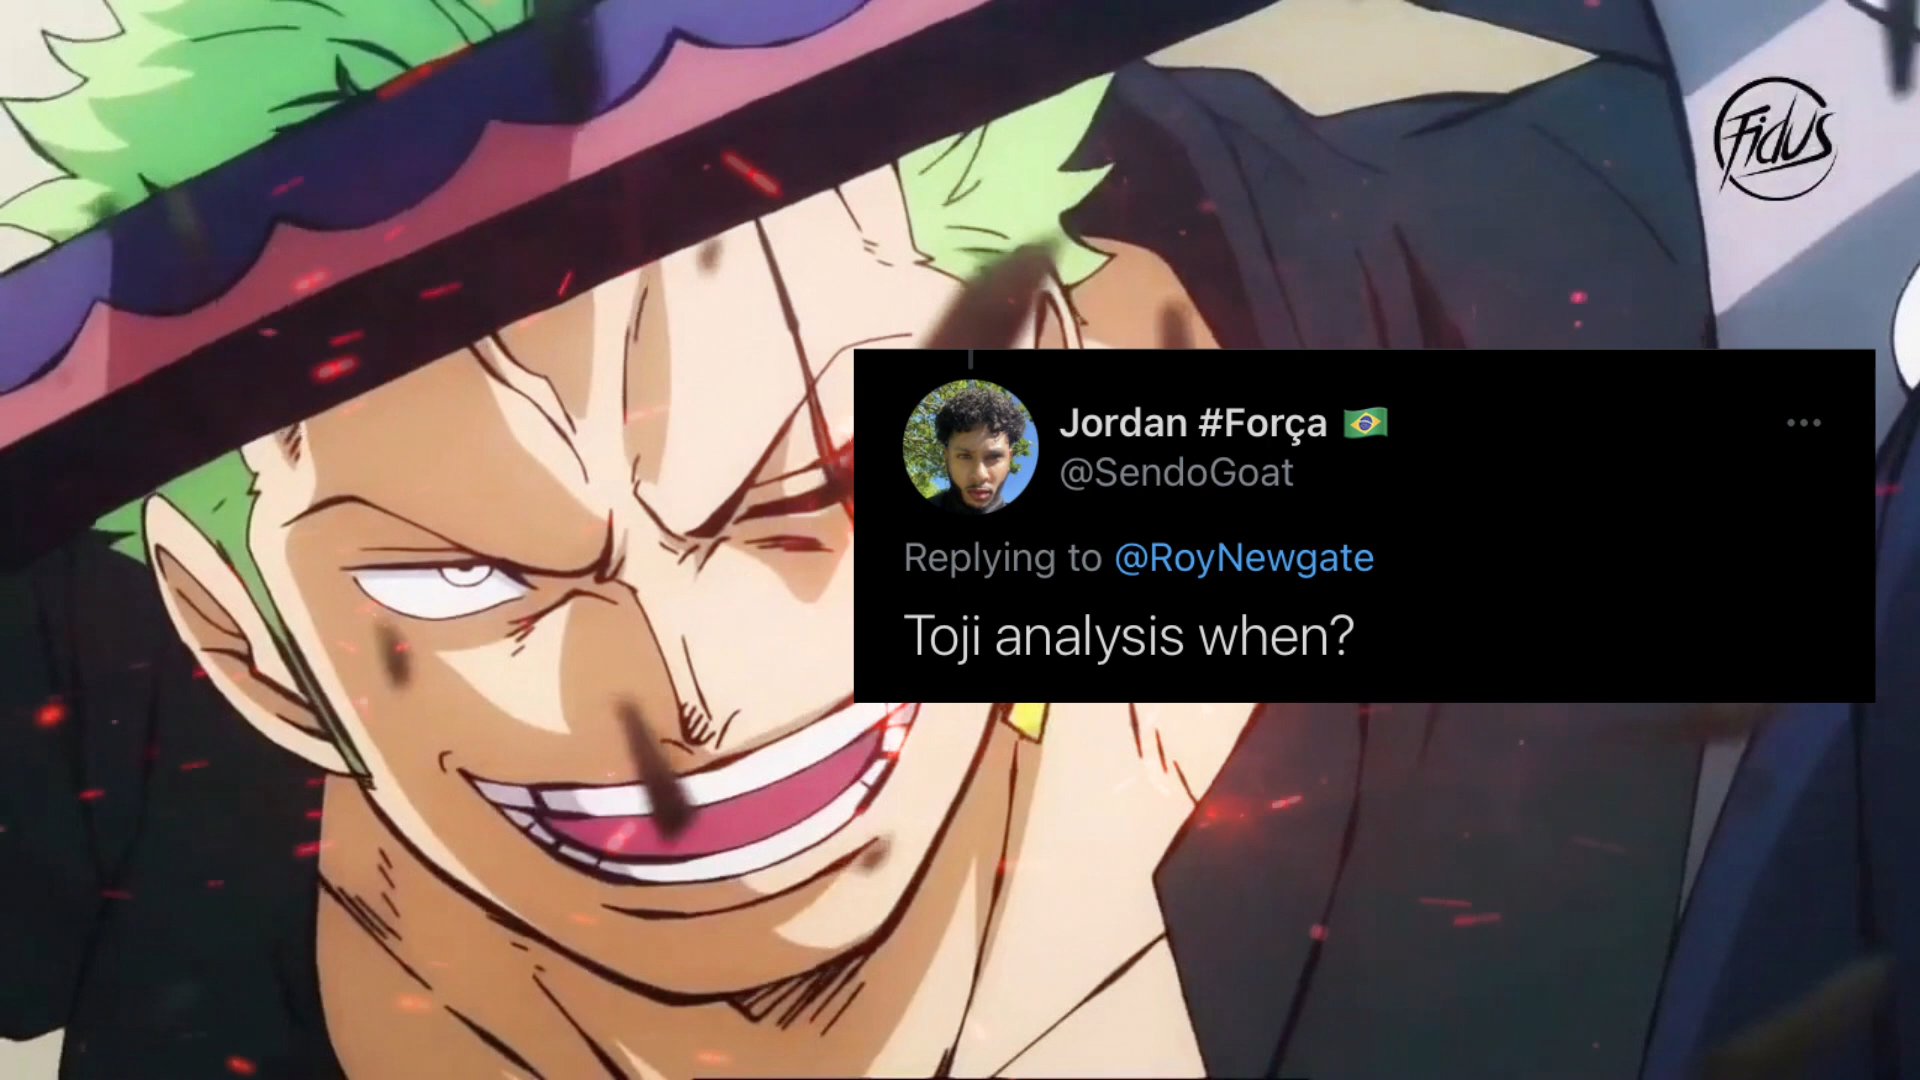 Fidus
Jordan #Força 🇧🇷
@SendoGoat
Replying to @RoyNewgate
Toji analysis when?